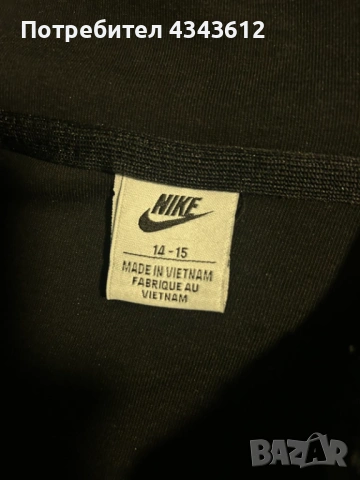 Потребител 4343612
NIKE
14-15
MADE IN VIETNAM
FABRIQUE AU
VIETNAM
BAZAR